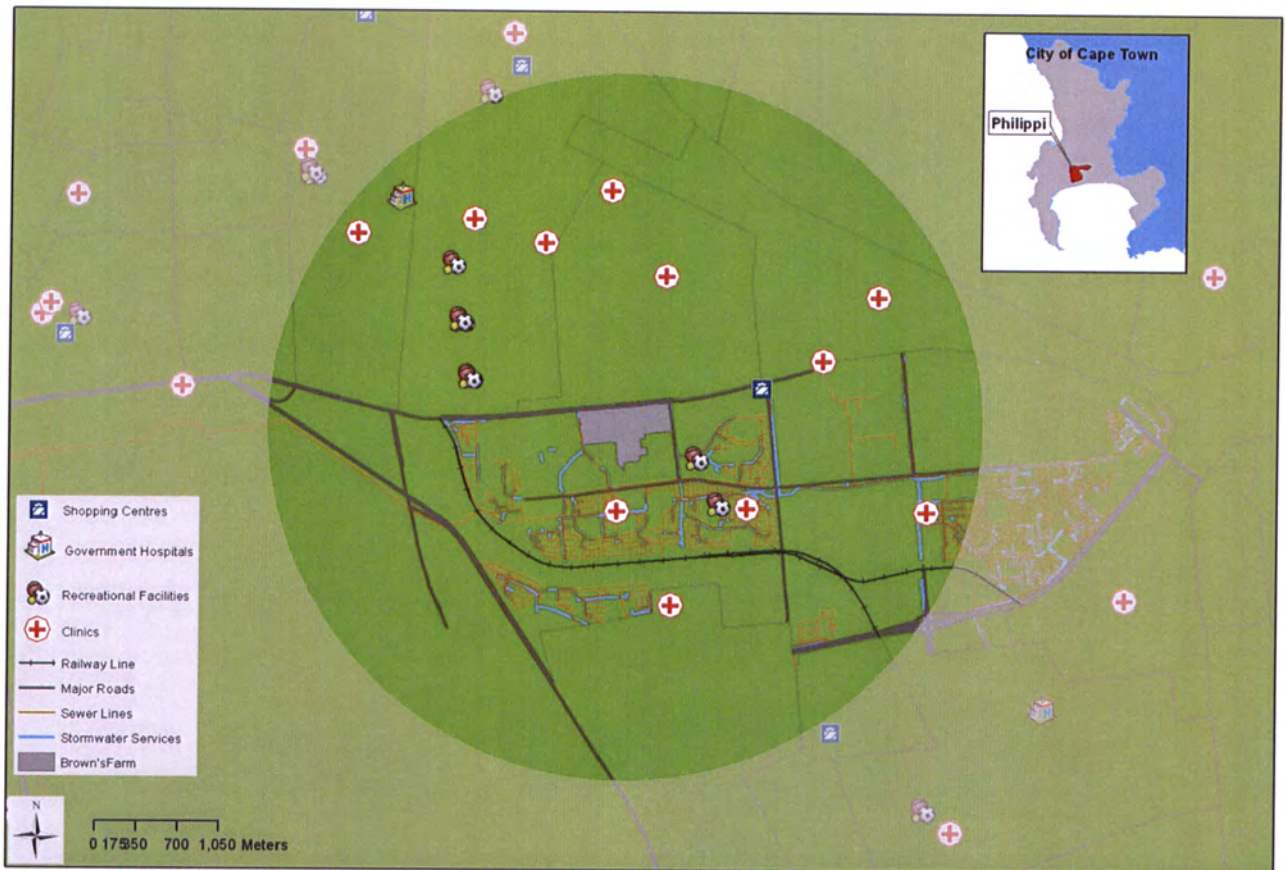 City of Cape Town
Philippi
Shopping Centres
H
Government Hospitals
Recreational Facilities
Clinics
Railway Line
Major Roads
Sewer Lines
Stormwater Services
Brown'sFarm
N
0 175350 700 1,050 Meters